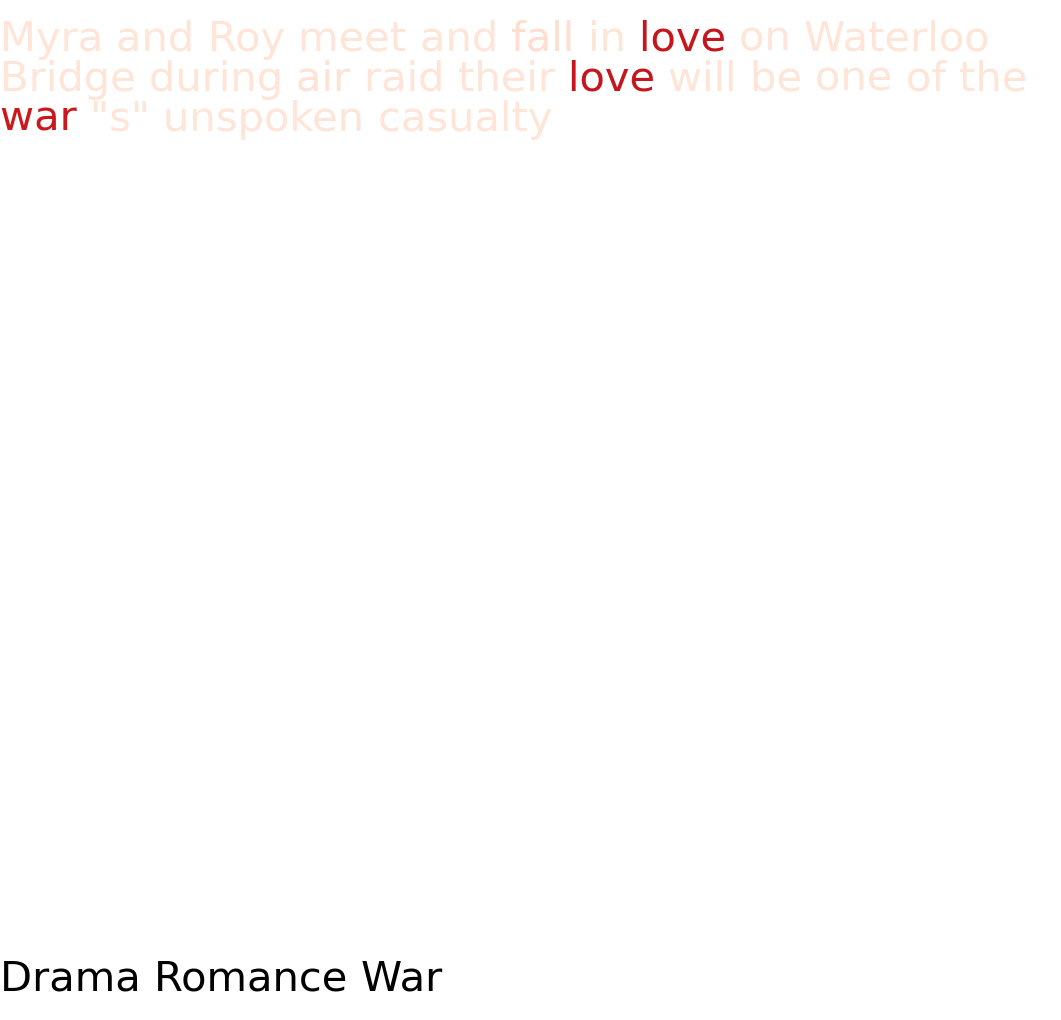 Myra and Roy meet and fall in love on Waterloo
Bridge during air raid their love will be one of the
war "s" unspoken casualty
Drama Romance War